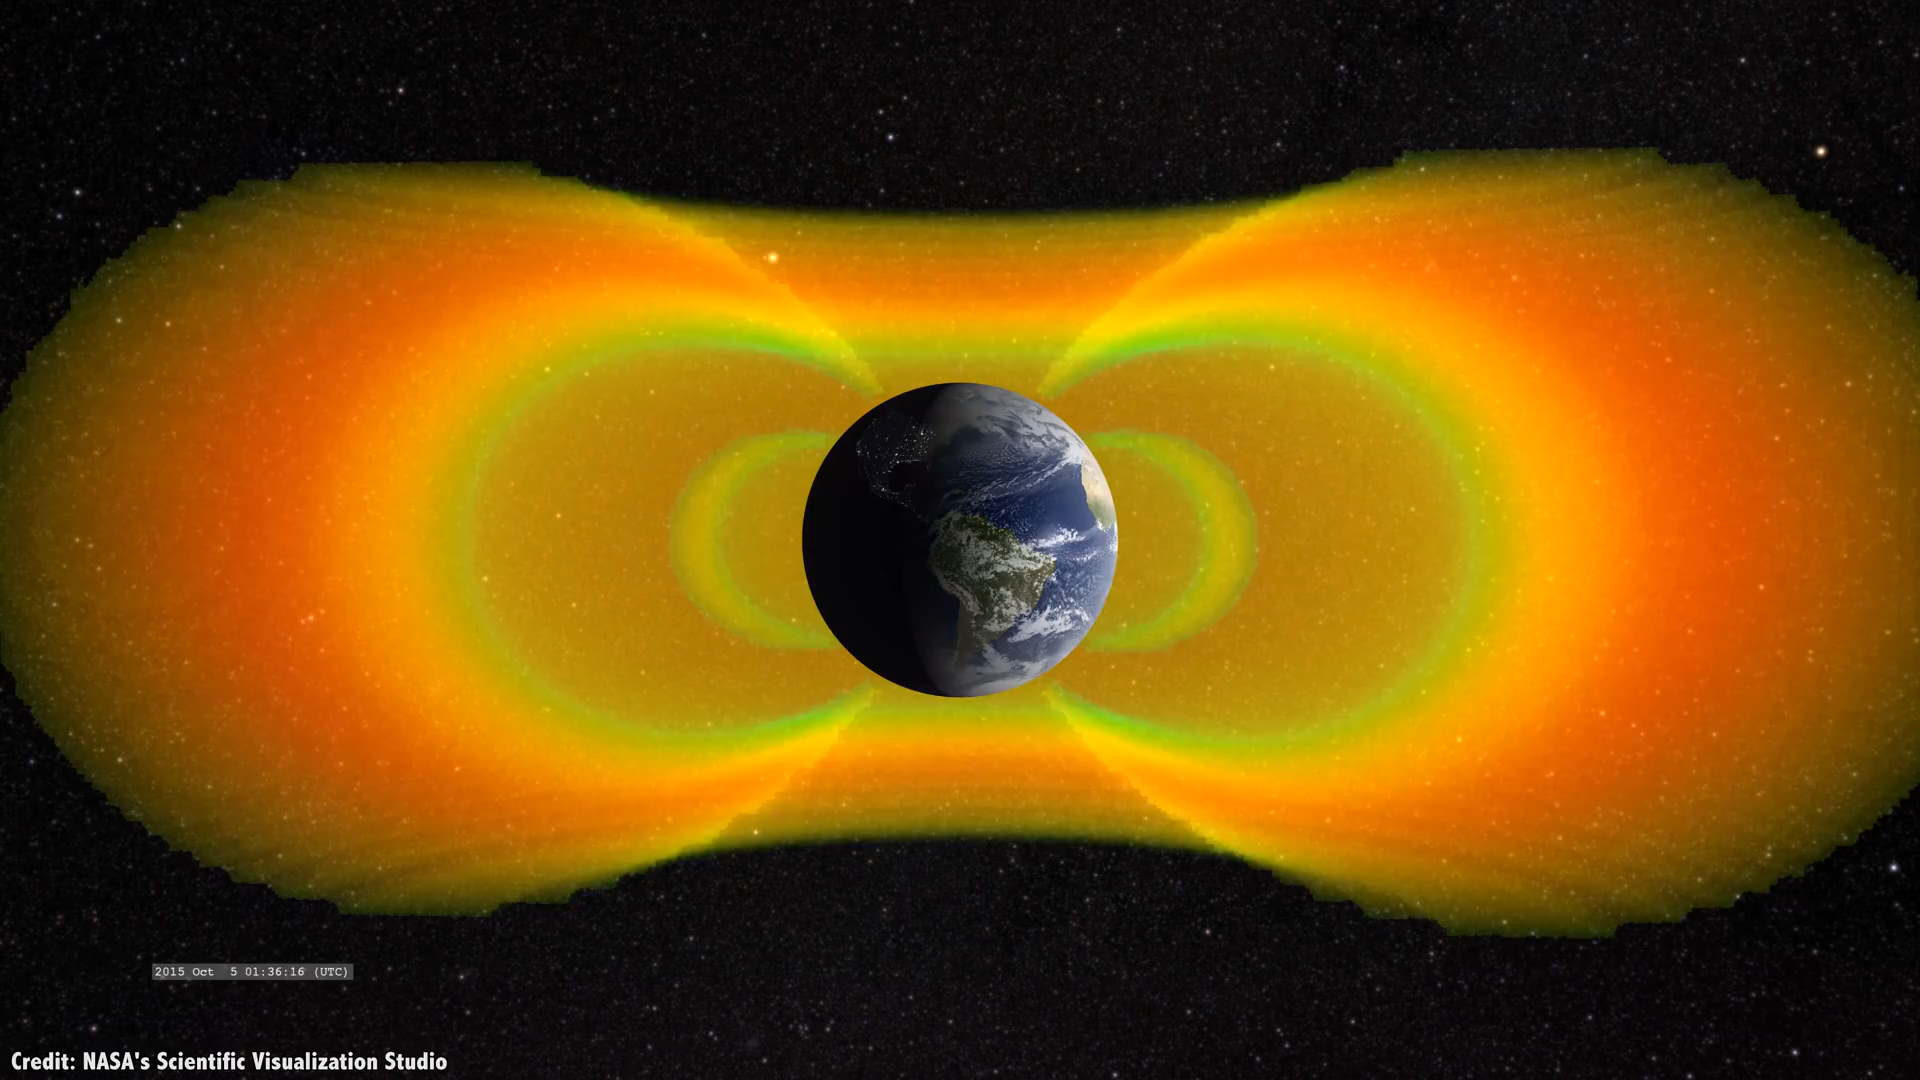 2015 Oct  5 01:36:16 (UTC)
Credit: NASA's Scientific Visualization Studio